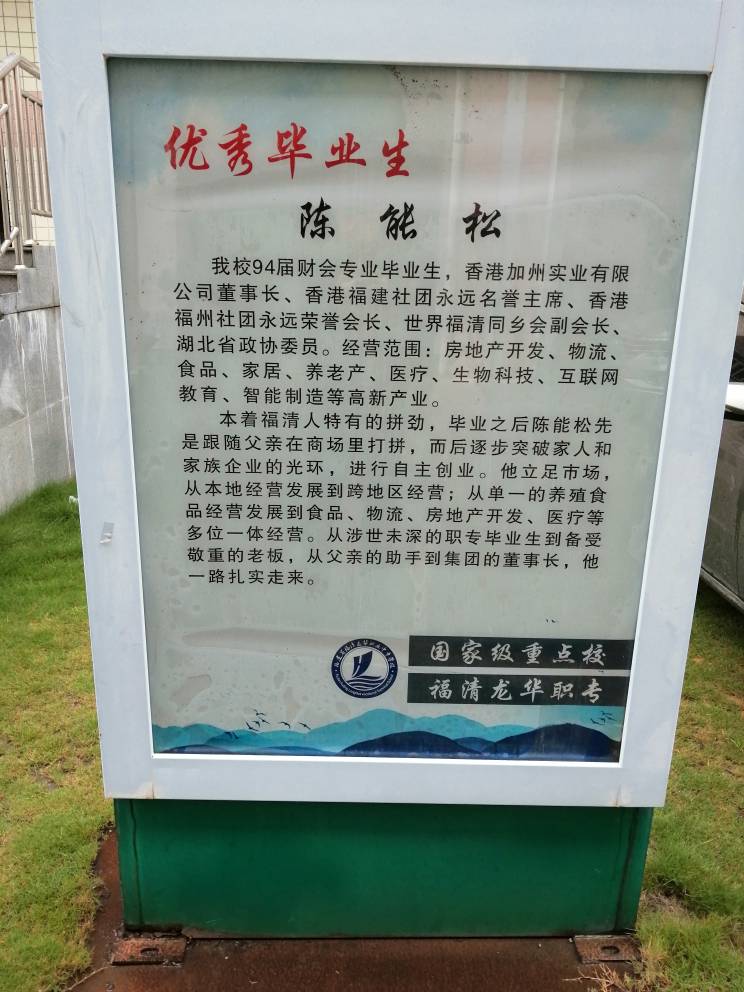 优秀毕业生
陈能松
我校94届财会专业毕业生，香港加州实业有限
公司董事长、香港福建社团永远名誉主席、香港
福州社团永远荣誉会长、世界福清同乡会副会长、
湖北省政协委员。经营范围：房地产开发、物流、
食品、家居、养老产、医疗、生物科技、互联网
教育、智能制造等高新产业。
本着福清人特有的拼劲，毕业之后陈能松先
是跟随父亲在商场里打拼，而后逐步突破家人和
家族企业的光环，进行自主创业。他立足市场，
从本地经营发展到跨地区经营；从单一的养殖食
品经营发展到食品、物流、房地产开发、医疗等
多位一体经营。从涉世未深的职专毕业生到备受
敬重的老板，从父亲的助手到集团的董事长，他
一路扎实走来。
国家级重点校
福清龙华职专